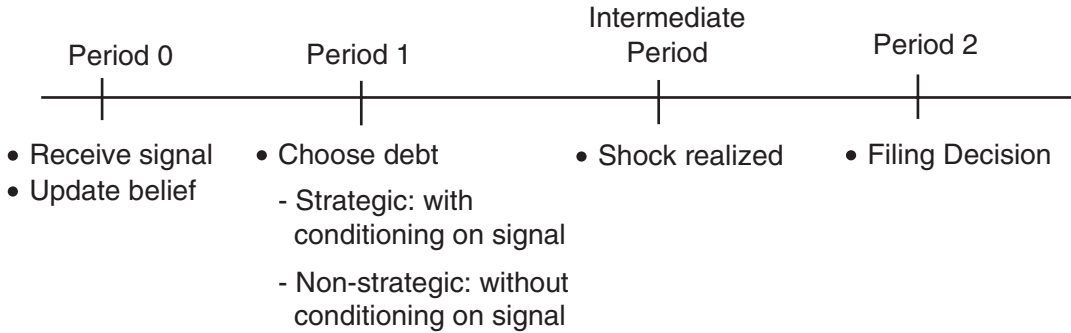 Period 0
Period 1
Intermediate
Period
Period 2
• Receive signal
• Update belief
• Choose debt
- Strategic: with
conditioning on signal
- Non-strategic: without
conditioning on signal
• Shock realized
• Filing Decision